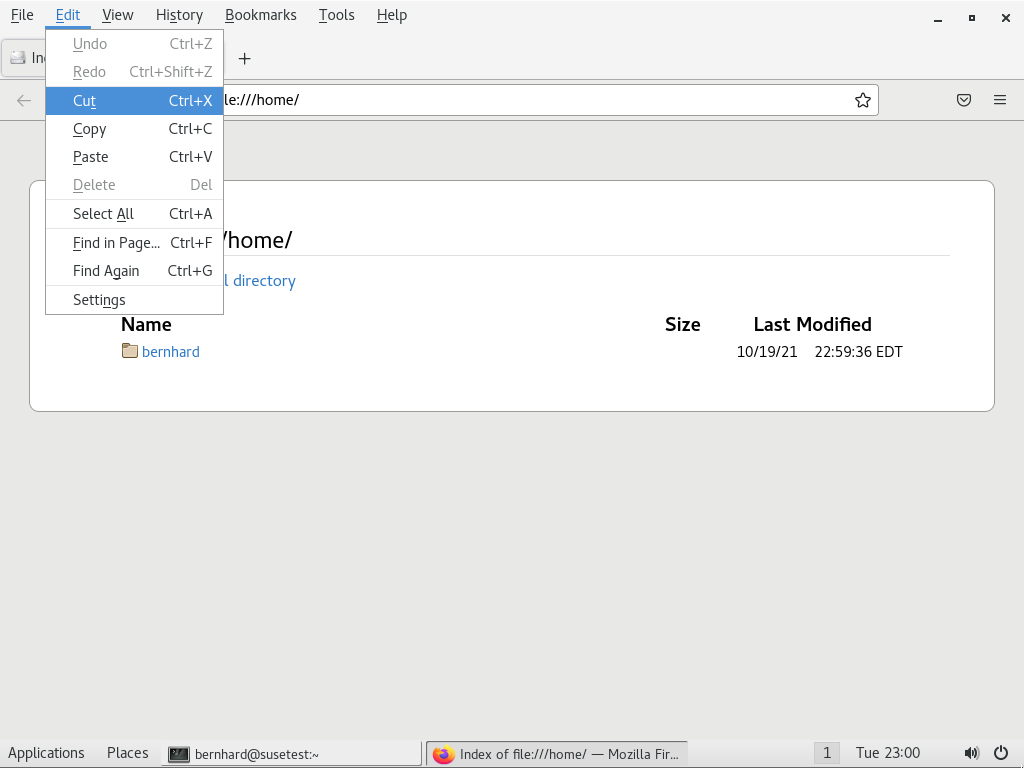 File Edit View History Bookmarks Tools Help
Undo Ctrl+Z
Redo Ctrl+Shift+Z
Cut Ctrl+X
Copy Ctrl+C
Paste Ctrl+V
Delete Del
Select All Ctrl+A
Find in Page... Ctrl+F
Find Again Ctrl+G
Settings
le:///home/
/home/
directory
Name Size Last Modified
bernhard 10/19/21 22:59:36 EDT
Applications Places bernhard@susetest:~ Index of file:///home/ — Mozilla Fir... 1 Tue 23:00